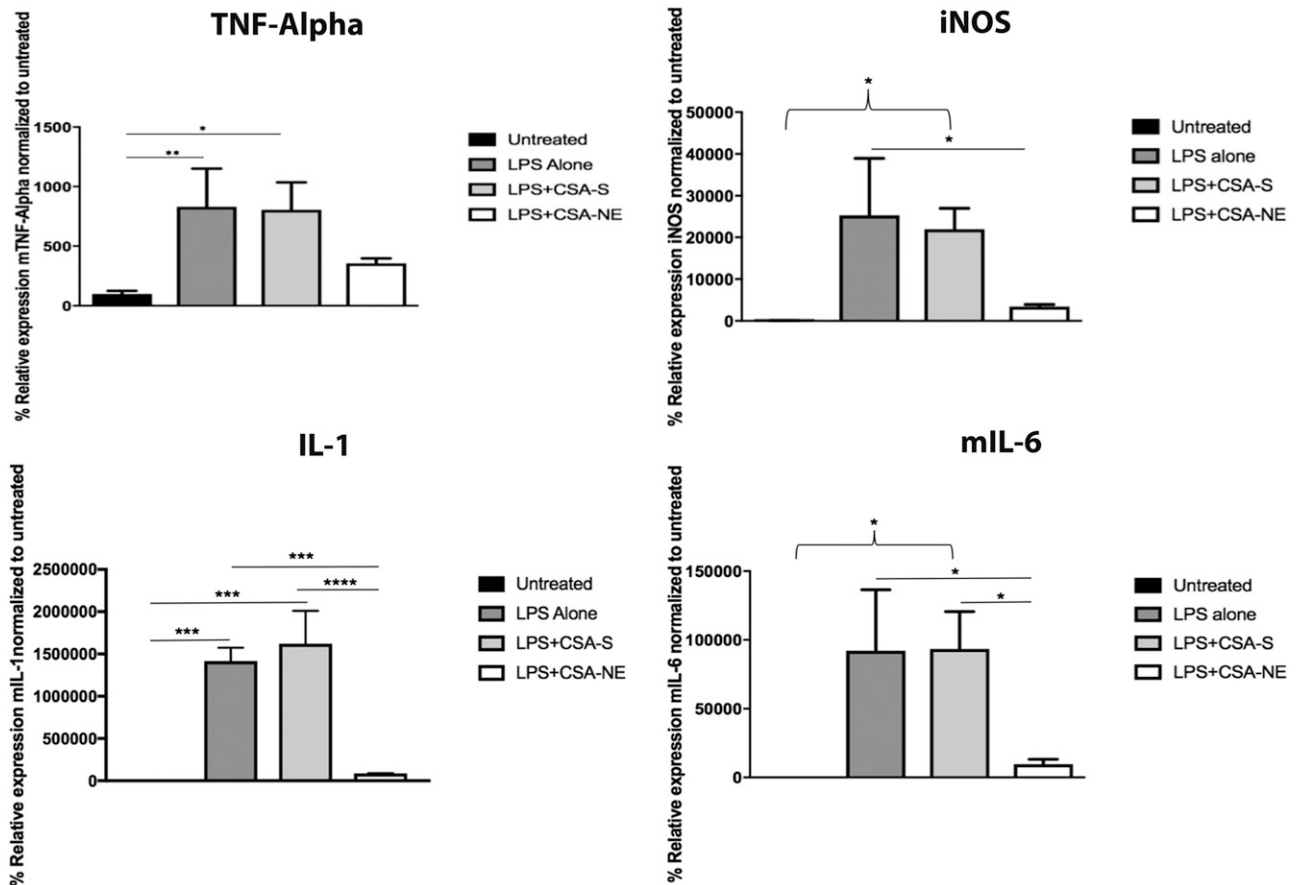 TNF-Alpha
% Relative expression mTNF-Alpha normalized to untreated
1500
1000
500
0
*
**
Untreated
LPS Alone
LPS+CSA-S
LPS+CSA-NE
iNOS
% Relative expression iNOS normalized to untreated
50000
40000
30000
20000
10000
0
*
*
Untreated
LPS alone
LPS+CSA-S
LPS+CSA-NE
IL-1
% Relative expression mIL-1normalized to untreated
2500000
2000000
1500000
1000000
500000
0
***
****
***
***
Untreated
LPS Alone
LPS+CSA-S
LPS+CSA-NE
mIL-6
% Relative expression mIL-6 normalized to untreated
150000
100000
50000
0
*
*
*
Untreated
LPS alone
LPS+CSA-S
LPS+CSA-NE